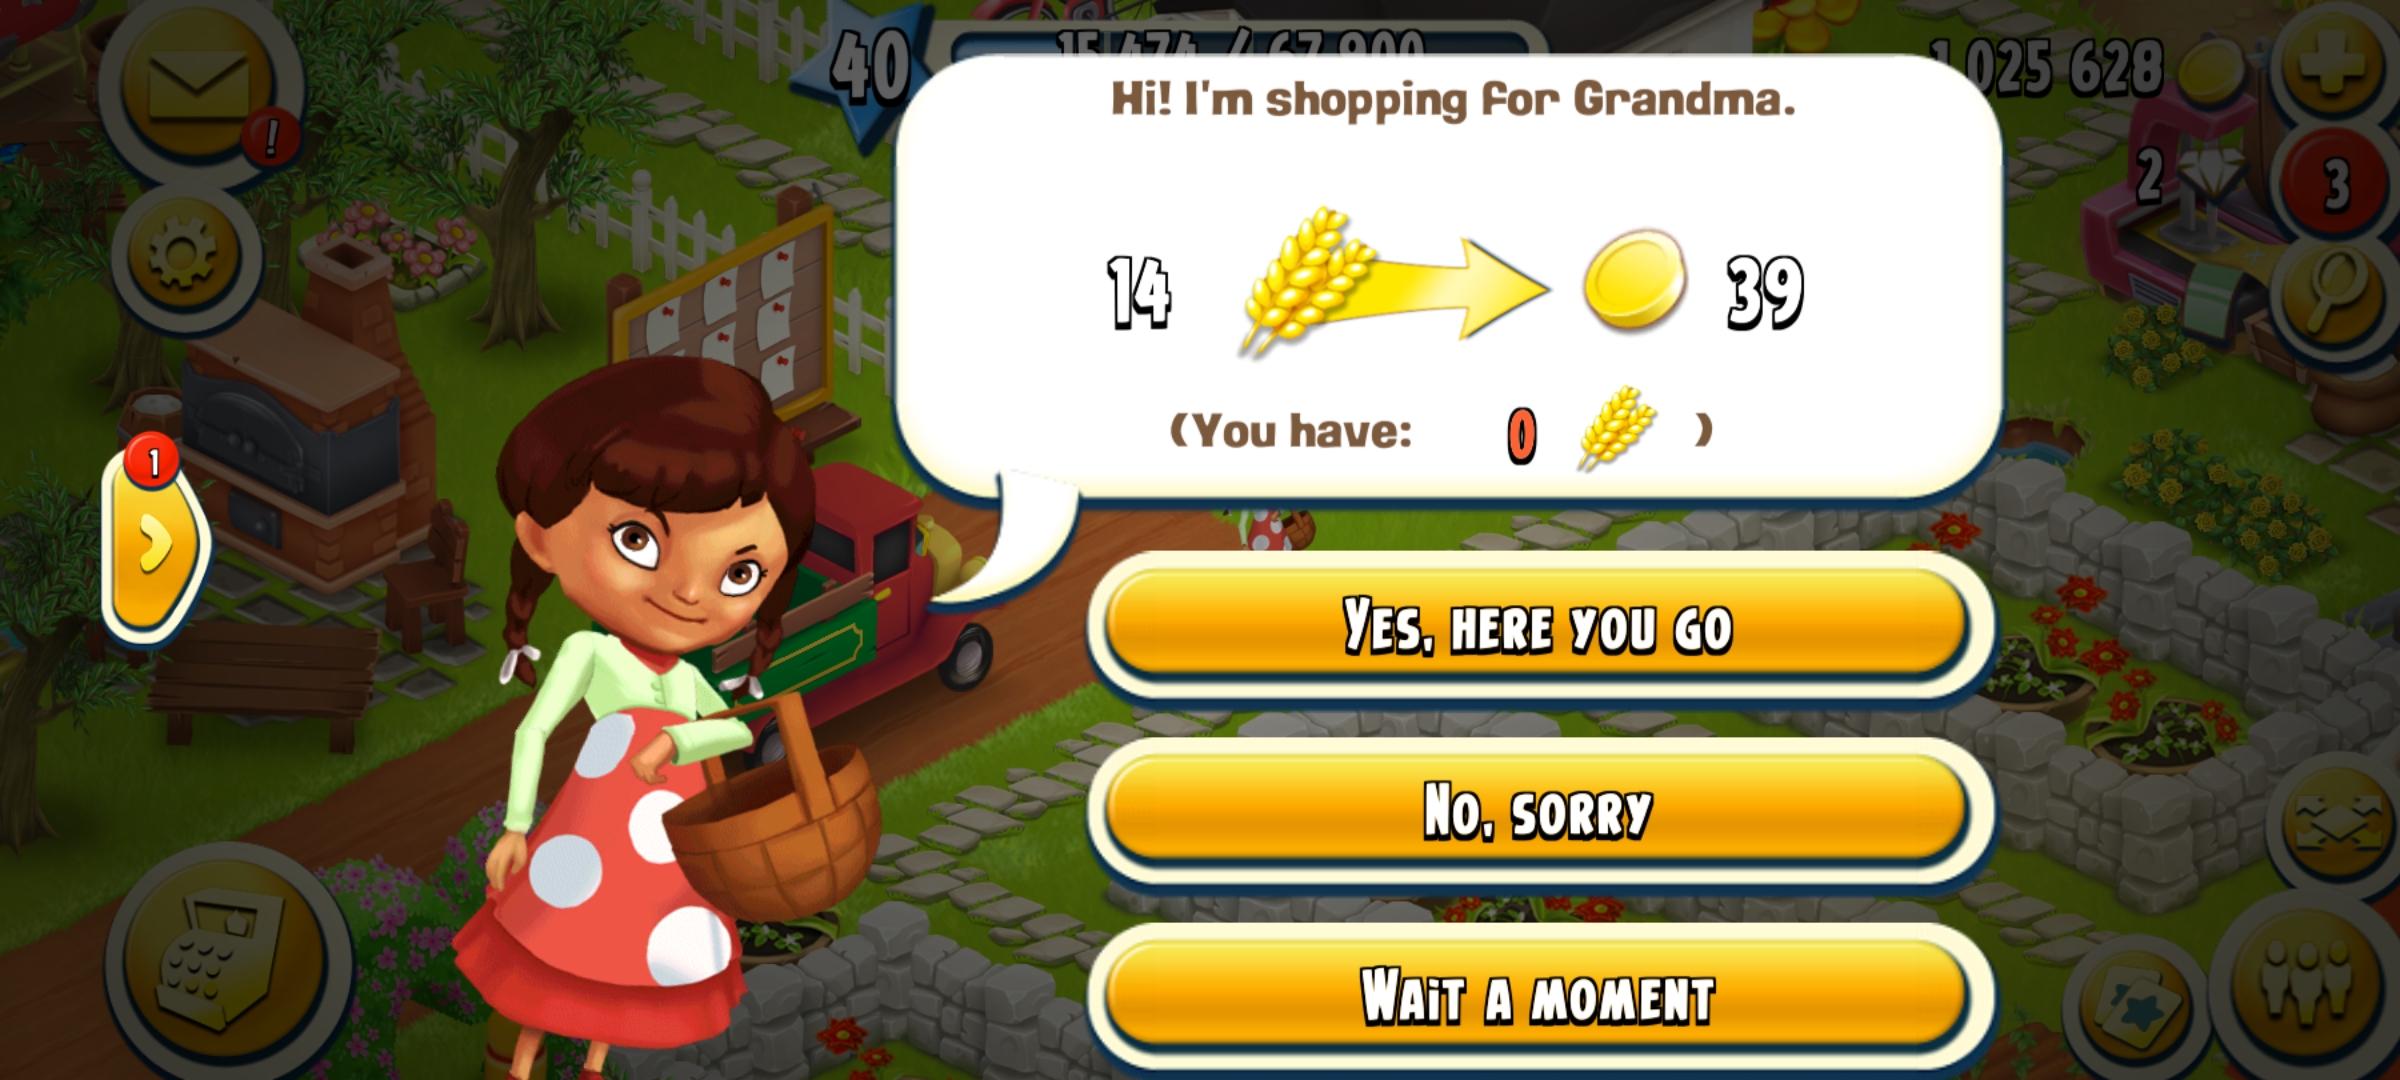 40
1 025 628
Hi! I'm shopping for Grandma.
!
2
3
14
39
(You have: 0 )
1
Yes, here you go
No, sorry
Wait a moment